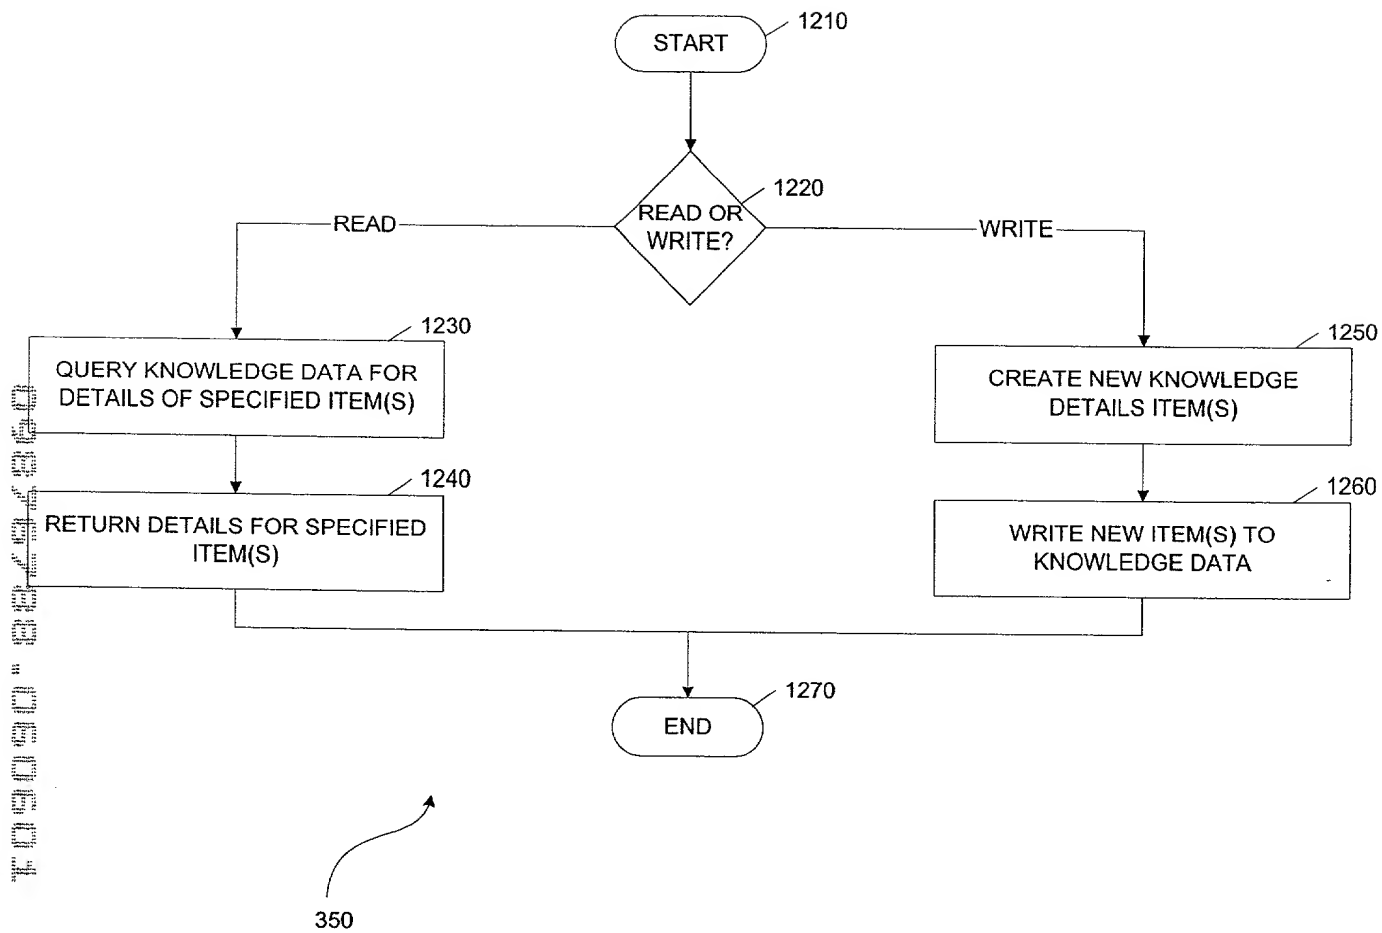 START
1210
READ OR
WRITE?
1220
READ
WRITE
1230
QUERY KNOWLEDGE DATA FOR
DETAILS OF SPECIFIED ITEM(S)
1250
CREATE NEW KNOWLEDGE
DETAILS ITEM(S)
1240
RETURN DETAILS FOR SPECIFIED
ITEM(S)
1260
WRITE NEW ITEM(S) TO
KNOWLEDGE DATA
END
1270
350